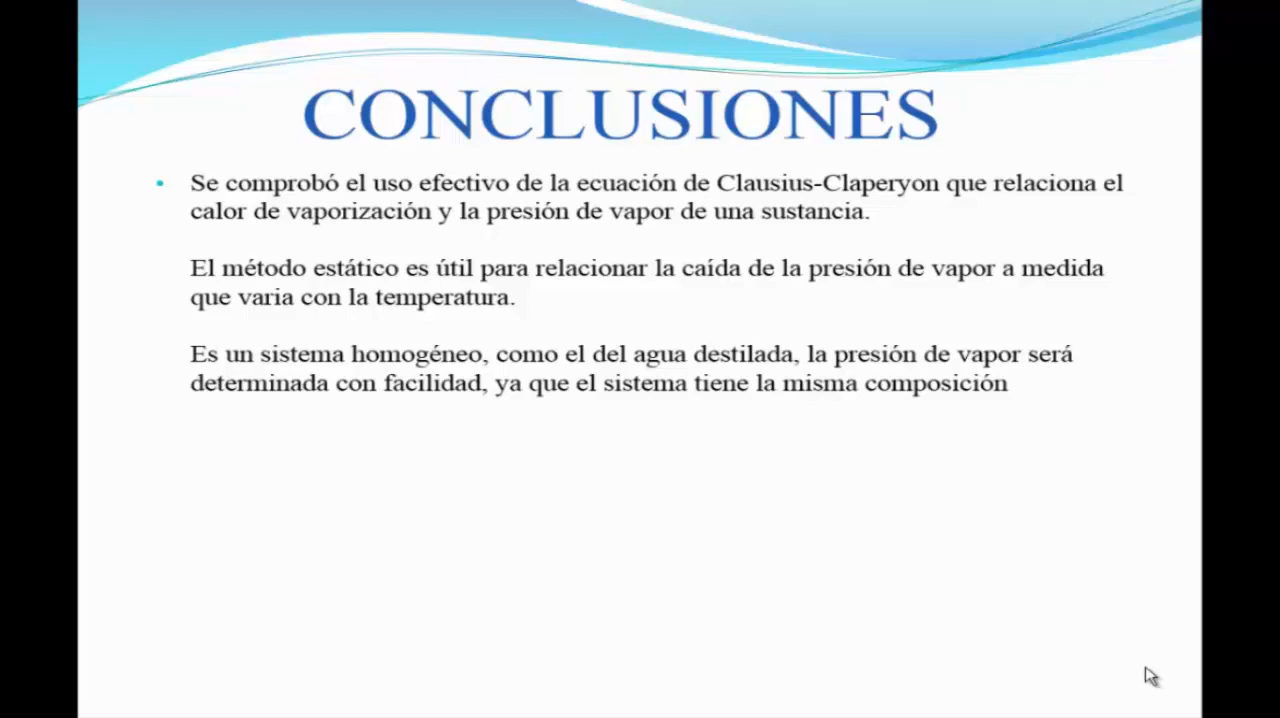 CONCLUSIONES
• Se comprobó el uso efectivo de la ecuación de Clausius-Claperyon que relaciona el
calor de vaporización y la presión de vapor de una sustancia.
El método estático es útil para relacionar la caída de la presión de vapor a medida
que varia con la temperatura.
Es un sistema homogéneo, como el del agua destilada, la presión de vapor será
determinada con facilidad, ya que el sistema tiene la misma composición